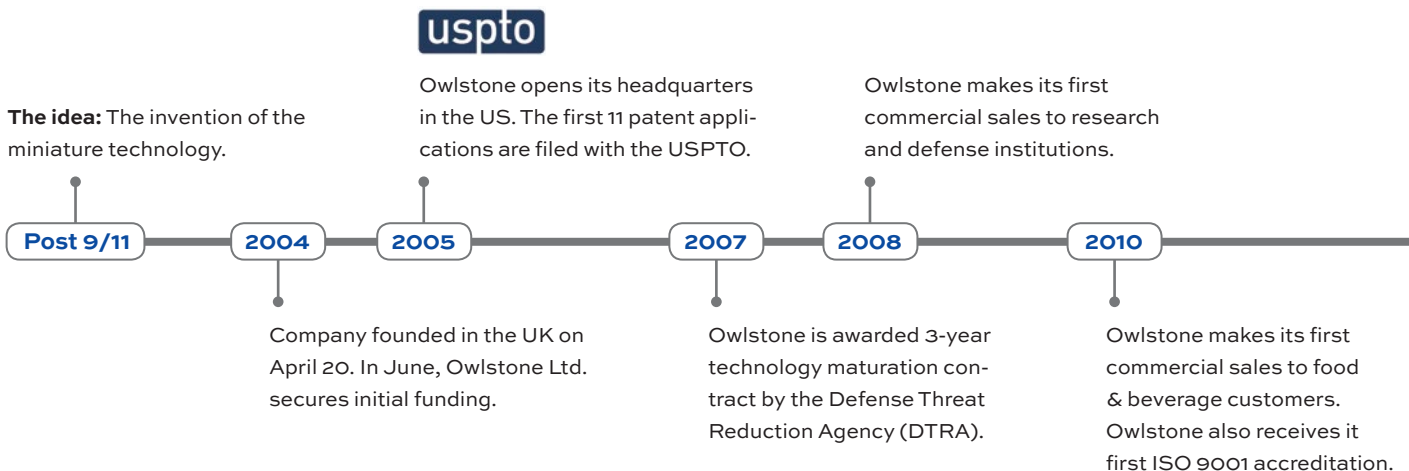 uspto
Owlstone opens its headquarters
in the US. The first 11 patent appli-
cations are filed with the USPTO.
Owlstone makes its first
commercial sales to research
and defense institutions.
The idea: The invention of the
miniature technology.
Post 9/11
2004
2005
2007
2008
2010
Company founded in the UK on
April 20. In June, Owlstone Ltd.
secures initial funding.
Owlstone is awarded 3-year
technology maturation con-
tract by the Defense Threat
Reduction Agency (DTRA).
Owlstone makes its first
commercial sales to food
& beverage customers.
Owlstone also receives it
first ISO 9001 accreditation.